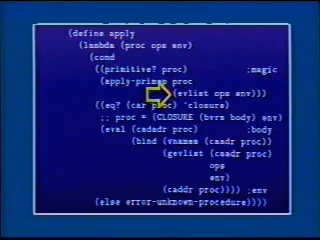 (define apply
(lambda (proc ops env)
(cond
((primitive? proc) ;magic
(apply-primop proc
(evlist ops env)))
((eq? (car proc) 'closure)
;; proc = (CLOSURE (bvrs body) env)
(eval (cadadr proc) ;body
(bind (vnames (caadr proc))
(gevlist (caadr proc)
ops
env)
(caddr proc)))) ;env
(else error-unknown-procedure))))